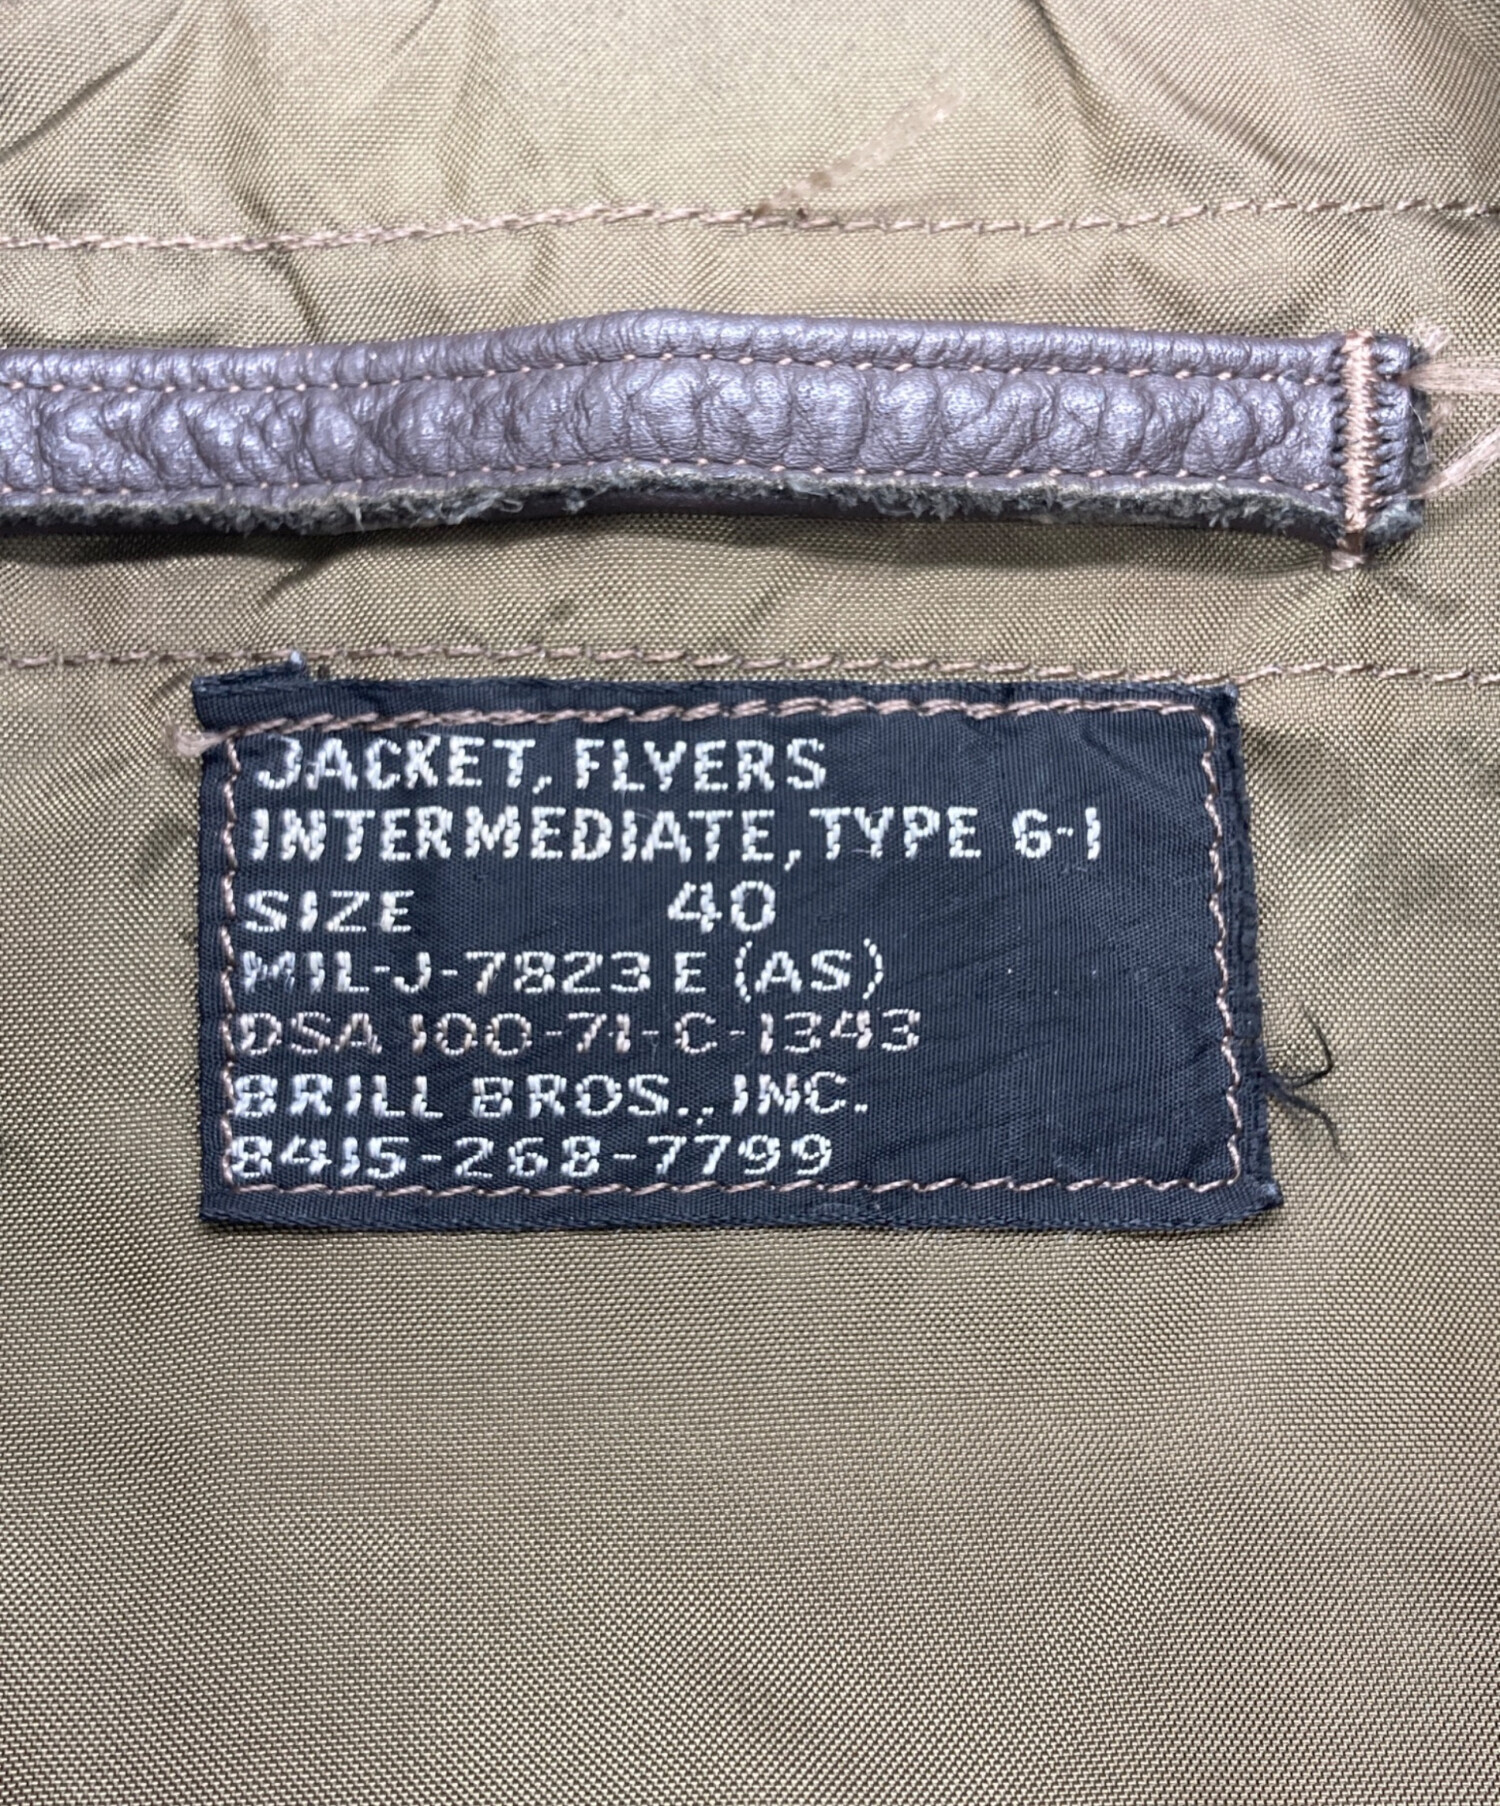 JACKET, FLYERS
INTERMEDIATE, TYPE G-1
SIZE 40
MIL-J-7823 E (AS)
DSA 100-71-C-1343
BRILL BROS., INC.
8415-268-7799